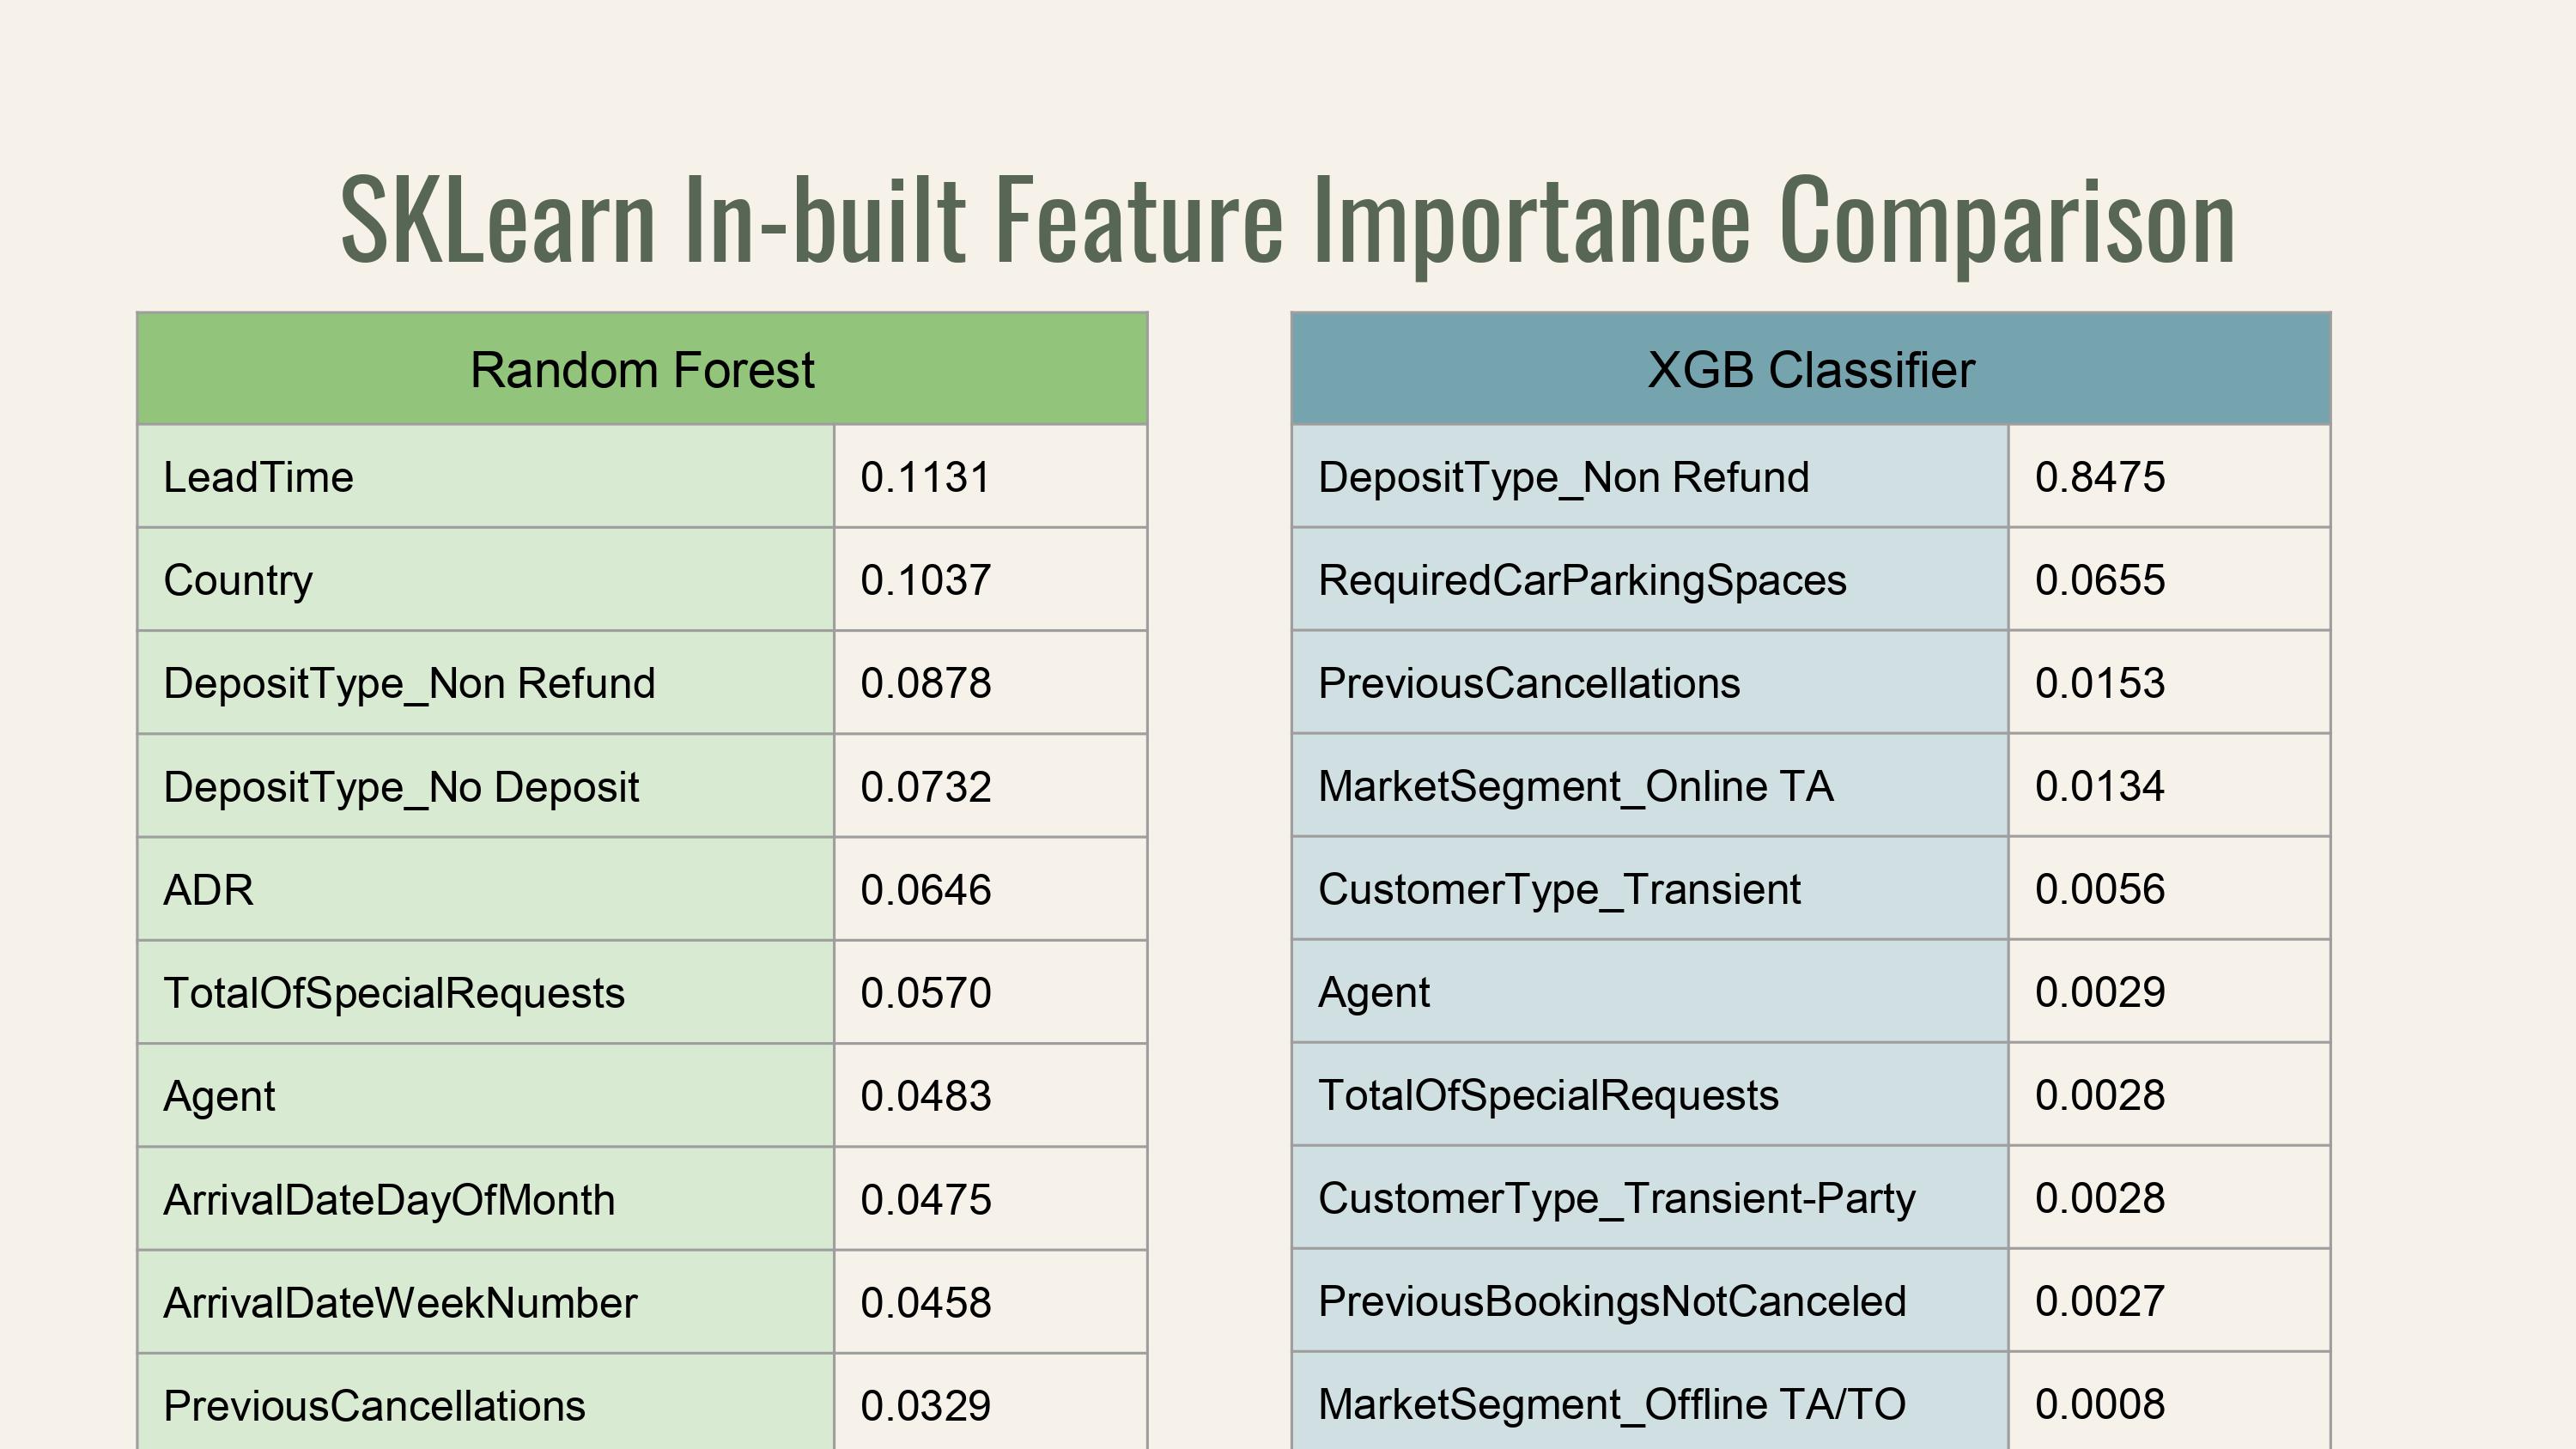 SKLearn In-built Feature Importance Comparison
Random Forest
LeadTime 0.1131
Country 0.1037
DepositType_Non Refund 0.0878
DepositType_No Deposit 0.0732
ADR 0.0646
TotalOfSpecialRequests 0.0570
Agent 0.0483
ArrivalDateDayOfMonth 0.0475
ArrivalDateWeekNumber 0.0458
PreviousCancellations 0.0329
XGB Classifier
DepositType_Non Refund 0.8475
RequiredCarParkingSpaces 0.0655
PreviousCancellations 0.0153
MarketSegment_Online TA 0.0134
CustomerType_Transient 0.0056
Agent 0.0029
TotalOfSpecialRequests 0.0028
CustomerType_Transient-Party 0.0028
PreviousBookingsNotCanceled 0.0027
MarketSegment_Offline TA/TO 0.0008